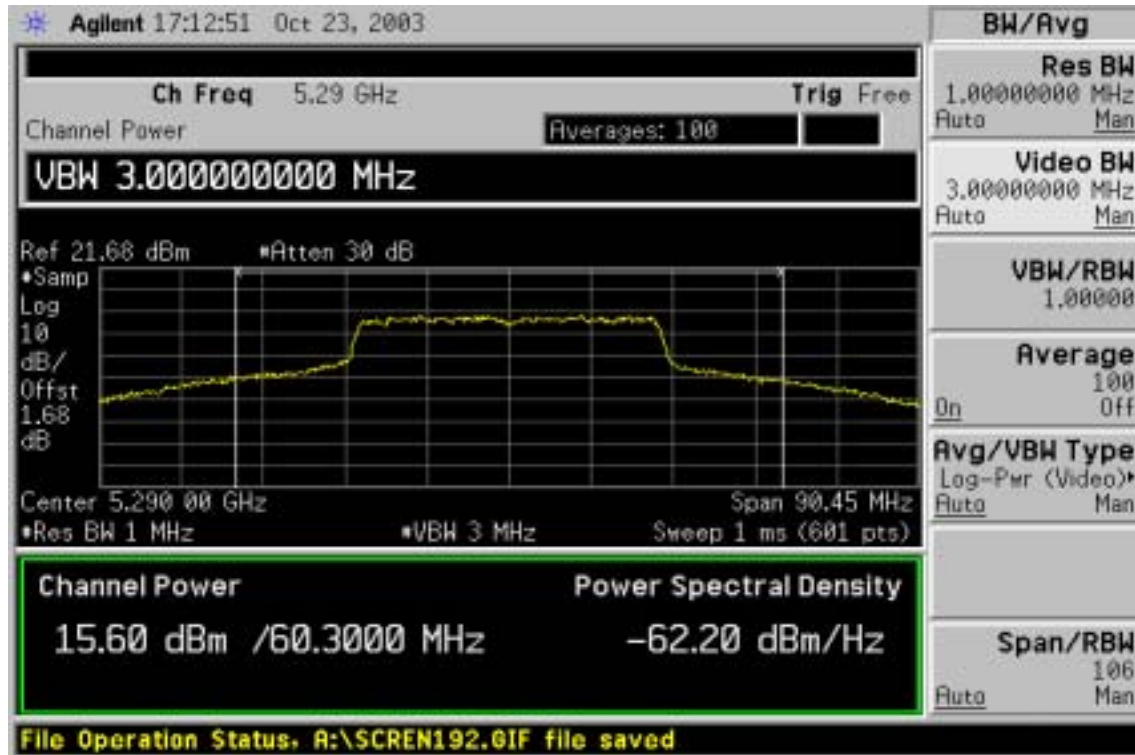 Agilent 17:12:51 Oct 23, 2003
BW/Avg
Ch Freq 5.29 GHz Trig Free
Channel Power Averages: 100
VBW 3.000000000 MHz
Ref 21.68 dBm *Atten 30 dB
*Samp
Log
10
dB/
Offst
1.68
dB
Center 5.290 00 GHz Span 90.45 MHz
*Res BW 1 MHz *VBW 3 MHz Sweep 1 ms (601 pts)
Channel Power Power Spectral Density
15.60 dBm /60.3000 MHz -62.20 dBm/Hz
File Operation Status, A:\SCREN192.GIF file saved
Res BW
1.00000000 MHz
Auto Man
Video BW
3.00000000 MHz
Auto Man
VBW/RBW
1.00000
Average
100
On Off
Avg/VBW Type
Log-Pwr (Video)
Auto Man
Span/RBW
106
Auto Man